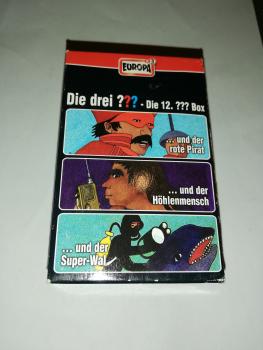 EUROPA
Die drei ??? - Die 12. ??? Box
... und der
rote Pirat
... und der
Höhlenmensch
... und der
Super-Wal